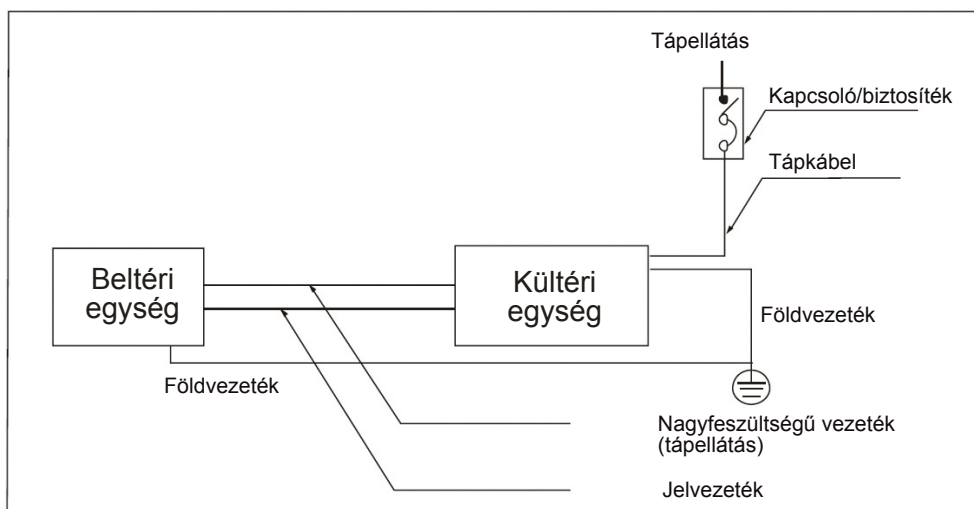 Tápellátás
Kapcsoló/biztosíték
Tápkábel
Beltéri
egység
Kültéri
egység
Földvezeték
Földvezeték
Nagyfeszültségű vezeték
(tápellátás)
Jelvezeték